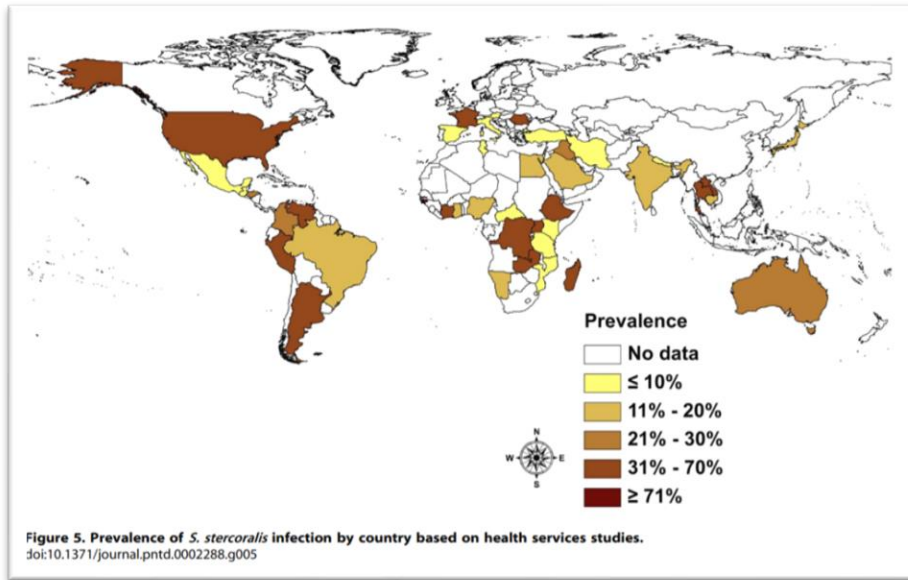 Prevalence
No data
≤ 10%
11% - 20%
21% - 30%
31% - 70%
≥ 71%
N
W E
S
Figure 5. Prevalence of S. stercoralis infection by country based on health services studies.
doi:10.1371/journal.pntd.0002288.g005